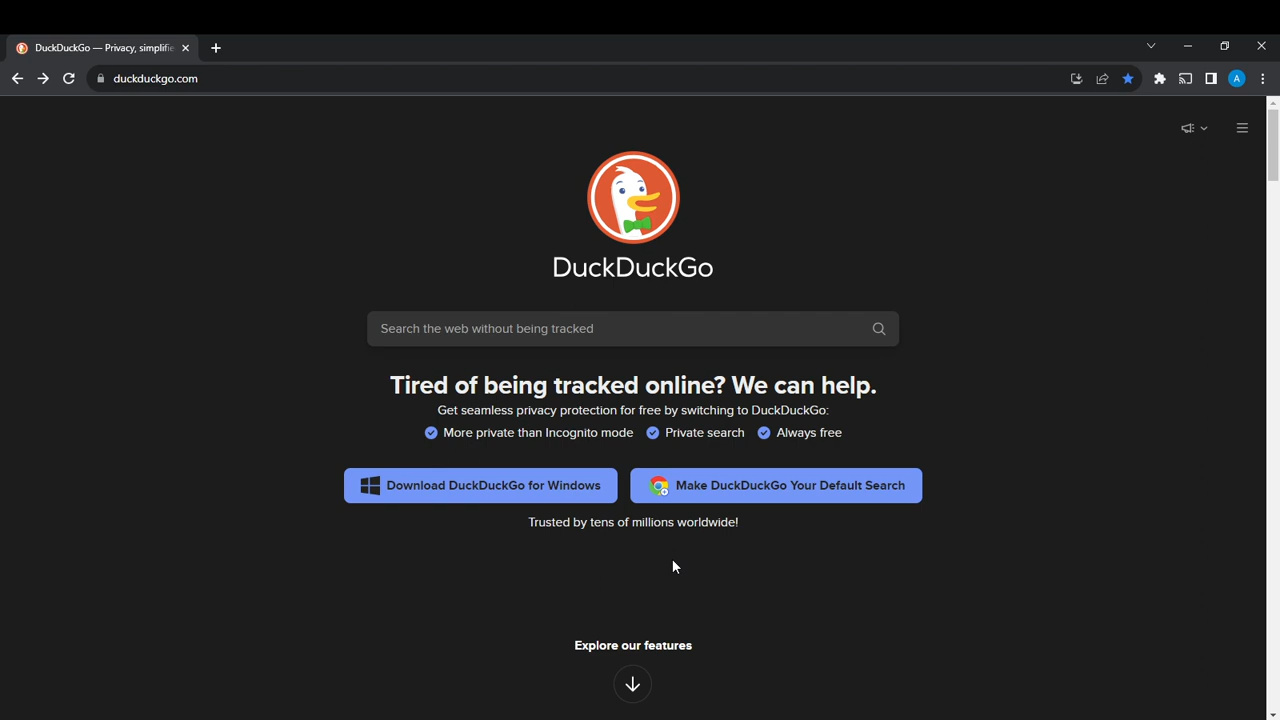 DuckDuckGo — Privacy, simplifie
duckduckgo.com
A
DuckDuckGo
Search the web without being tracked
Tired of being tracked online? We can help.
Get seamless privacy protection for free by switching to DuckDuckGo:
More private than Incognito mode Private search Always free
Download DuckDuckGo for Windows Make DuckDuckGo Your Default Search
Trusted by tens of millions worldwide!
Explore our features